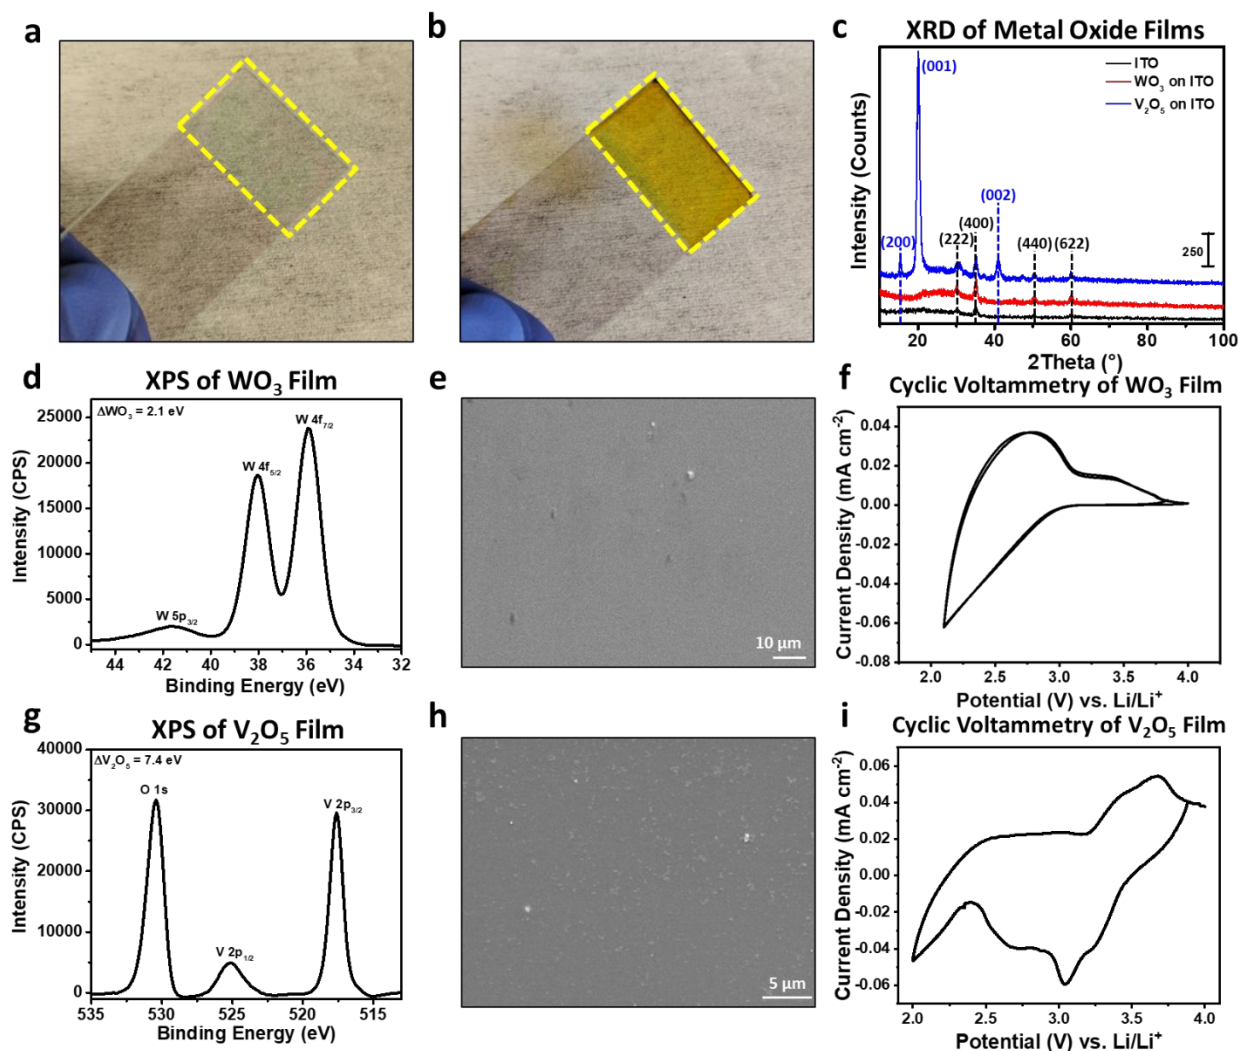 a
b
c
XRD of Metal Oxide Films
Intensity (Counts)
(001)
ITO
WO₃ on ITO
V₂O₅ on ITO
(002)
(400)
(200)
(222)
(440)
(622)
250
20
40
60
80
100
2Theta (°)
d
XPS of WO₃ Film
ΔWO₃ = 2.1 eV
W 4f₇/₂
W 4f₅/₂
W 5p₃/₂
Intensity (CPS)
25000
20000
15000
10000
5000
0
44
42
40
38
36
34
32
Binding Energy (eV)
e
10 µm
f
Cyclic Voltammetry of WO₃ Film
Current Density (mA cm⁻²)
0.04
0.02
0.00
-0.02
-0.04
-0.06
-0.08
2.0
2.5
3.0
3.5
4.0
Potential (V) vs. Li/Li⁺
g
XPS of V₂O₅ Film
ΔV₂O₅ = 7.4 eV
O 1s
V 2p₃/₂
V 2p₁/₂
Intensity (CPS)
40000
30000
20000
10000
0
535
530
525
520
515
Binding Energy (eV)
h
5 µm
i
Cyclic Voltammetry of V₂O₅ Film
Current Density (mA cm⁻²)
0.06
0.04
0.02
0.00
-0.02
-0.04
-0.06
2.0
2.5
3.0
3.5
4.0
Potential (V) vs. Li/Li⁺